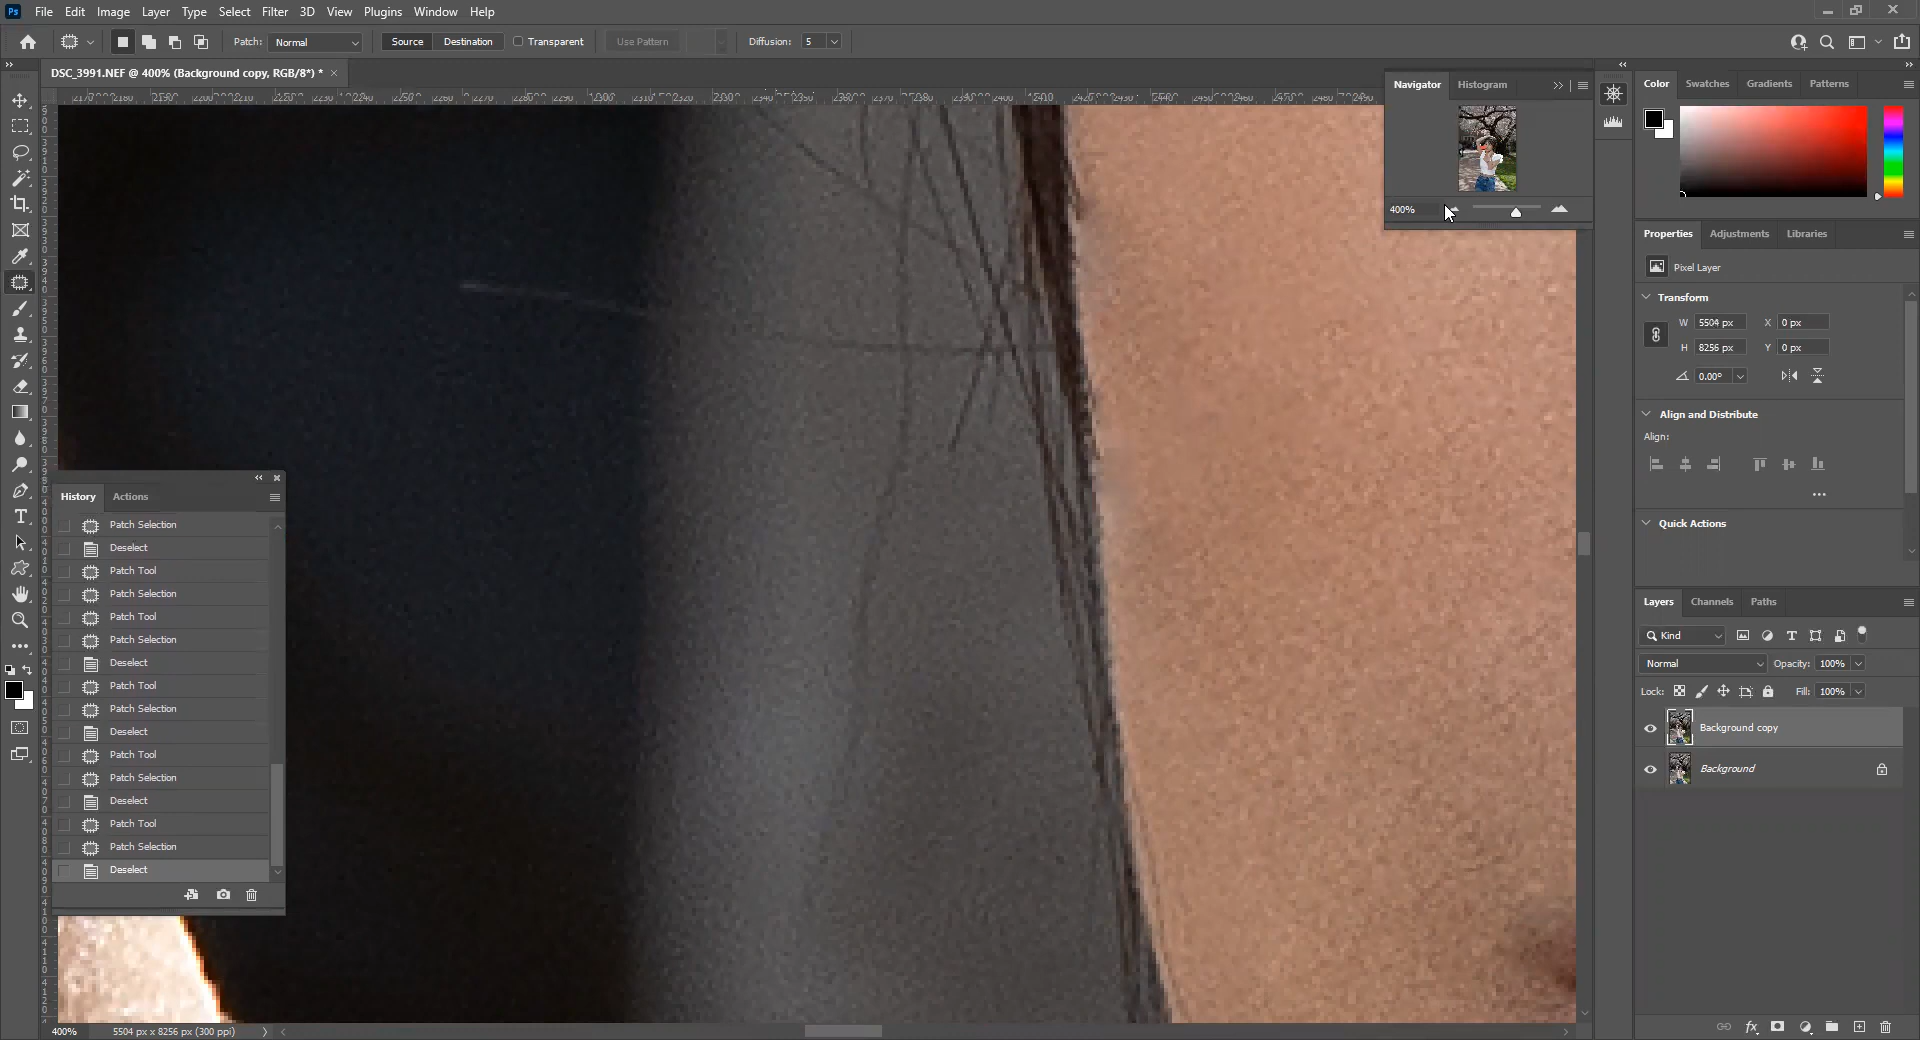 Ps File Edit Image Layer Type Select Filter 3D View Plugins Window Help
Patch: Normal Source Destination Transparent Use Pattern Diffusion: 5
DSC_3991.NEF @ 400% (Background copy, RGB/8*) *
Navigator Histogram
400%
Color Swatches Gradients Patterns
Properties Adjustments Libraries
Pixel Layer
Transform
W 5504 px X 0 px
H 8256 px Y 0 px
0.00°
Align and Distribute
Align:
Quick Actions
History Actions
Patch Selection
Deselect
Patch Tool
Patch Selection
Patch Tool
Patch Selection
Deselect
Patch Tool
Patch Selection
Deselect
Patch Tool
Patch Selection
Deselect
Patch Tool
Patch Selection
Deselect
Layers Channels Paths
Kind
Normal Opacity: 100%
Lock: Fill: 100%
Background copy
Background
400% 5504 px x 8256 px (300 ppi)